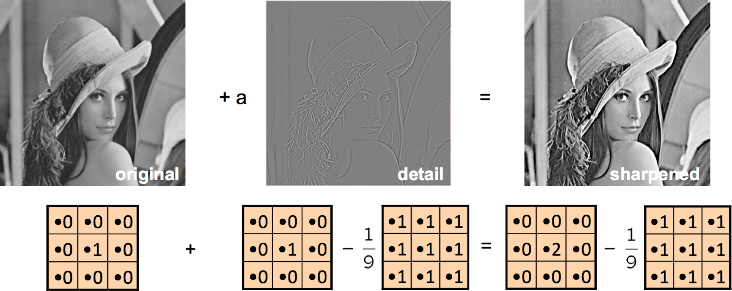 + a =
original detail sharpened
•0 •0 •0 •0 •0 •0 •1 •1 •1 •0 •0 •0 •1 •1 •1
•0 •1 •0 + •0 •1 •0 − 1/9 •1 •1 •1 = •0 •2 •0 − 1/9 •1 •1 •1
•0 •0 •0 •0 •0 •0 •1 •1 •1 •0 •0 •0 •1 •1 •1